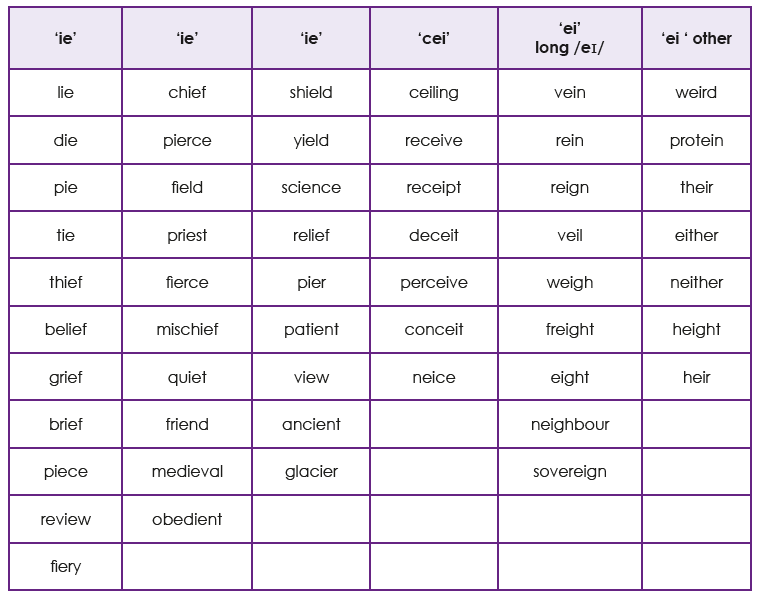 ‘ie’ ‘ie’ ‘ie’ ‘cei’ ‘ei’ long /eɪ/ ‘ei ‘ other
lie chief shield ceiling vein weird
die pierce yield receive rein protein
pie field science receipt reign their
tie priest relief deceit veil either
thief fierce pier perceive weigh neither
belief mischief patient conceit freight height
grief quiet view neice eight heir
brief friend ancient neighbour
piece medieval glacier sovereign
review obedient
fiery